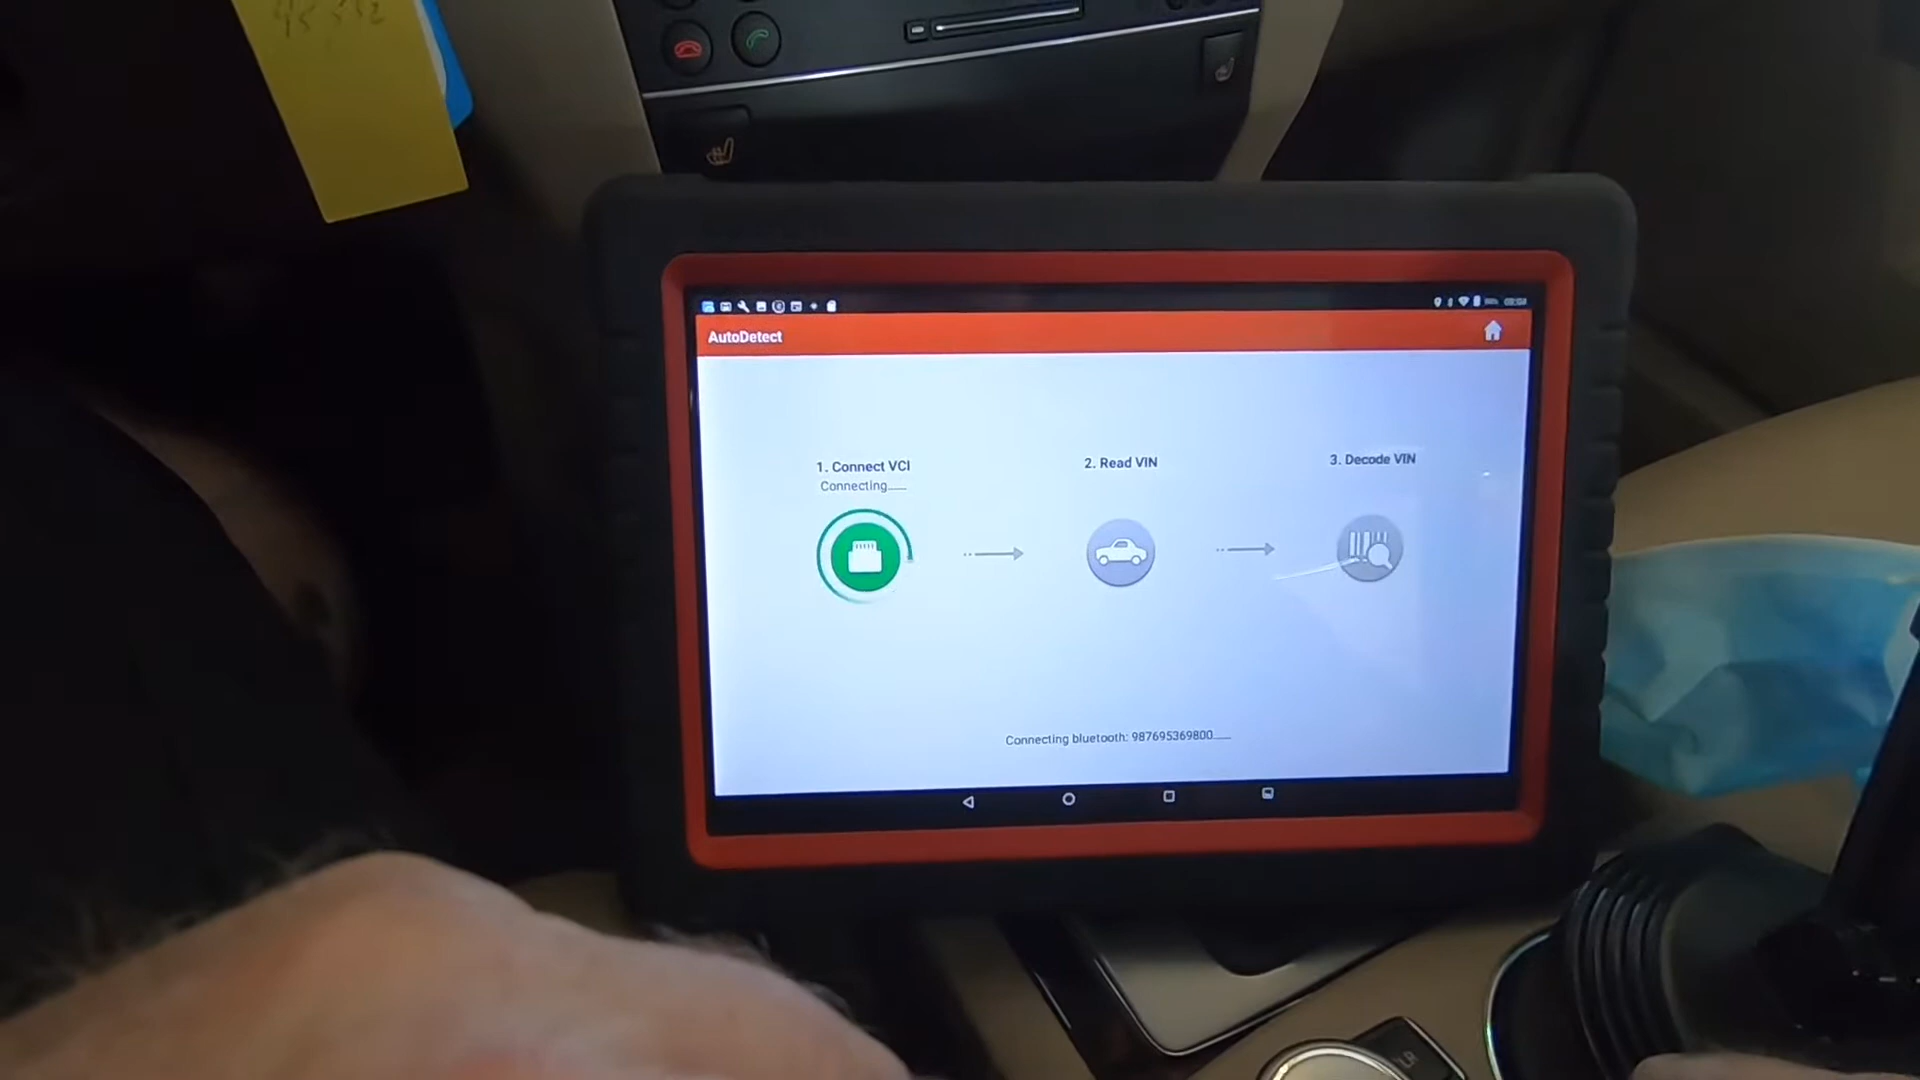 AutoDetect
1. Connect VCI
Connecting......
2. Read VIN
3. Decode VIN
Connecting bluetooth: 987695369800......